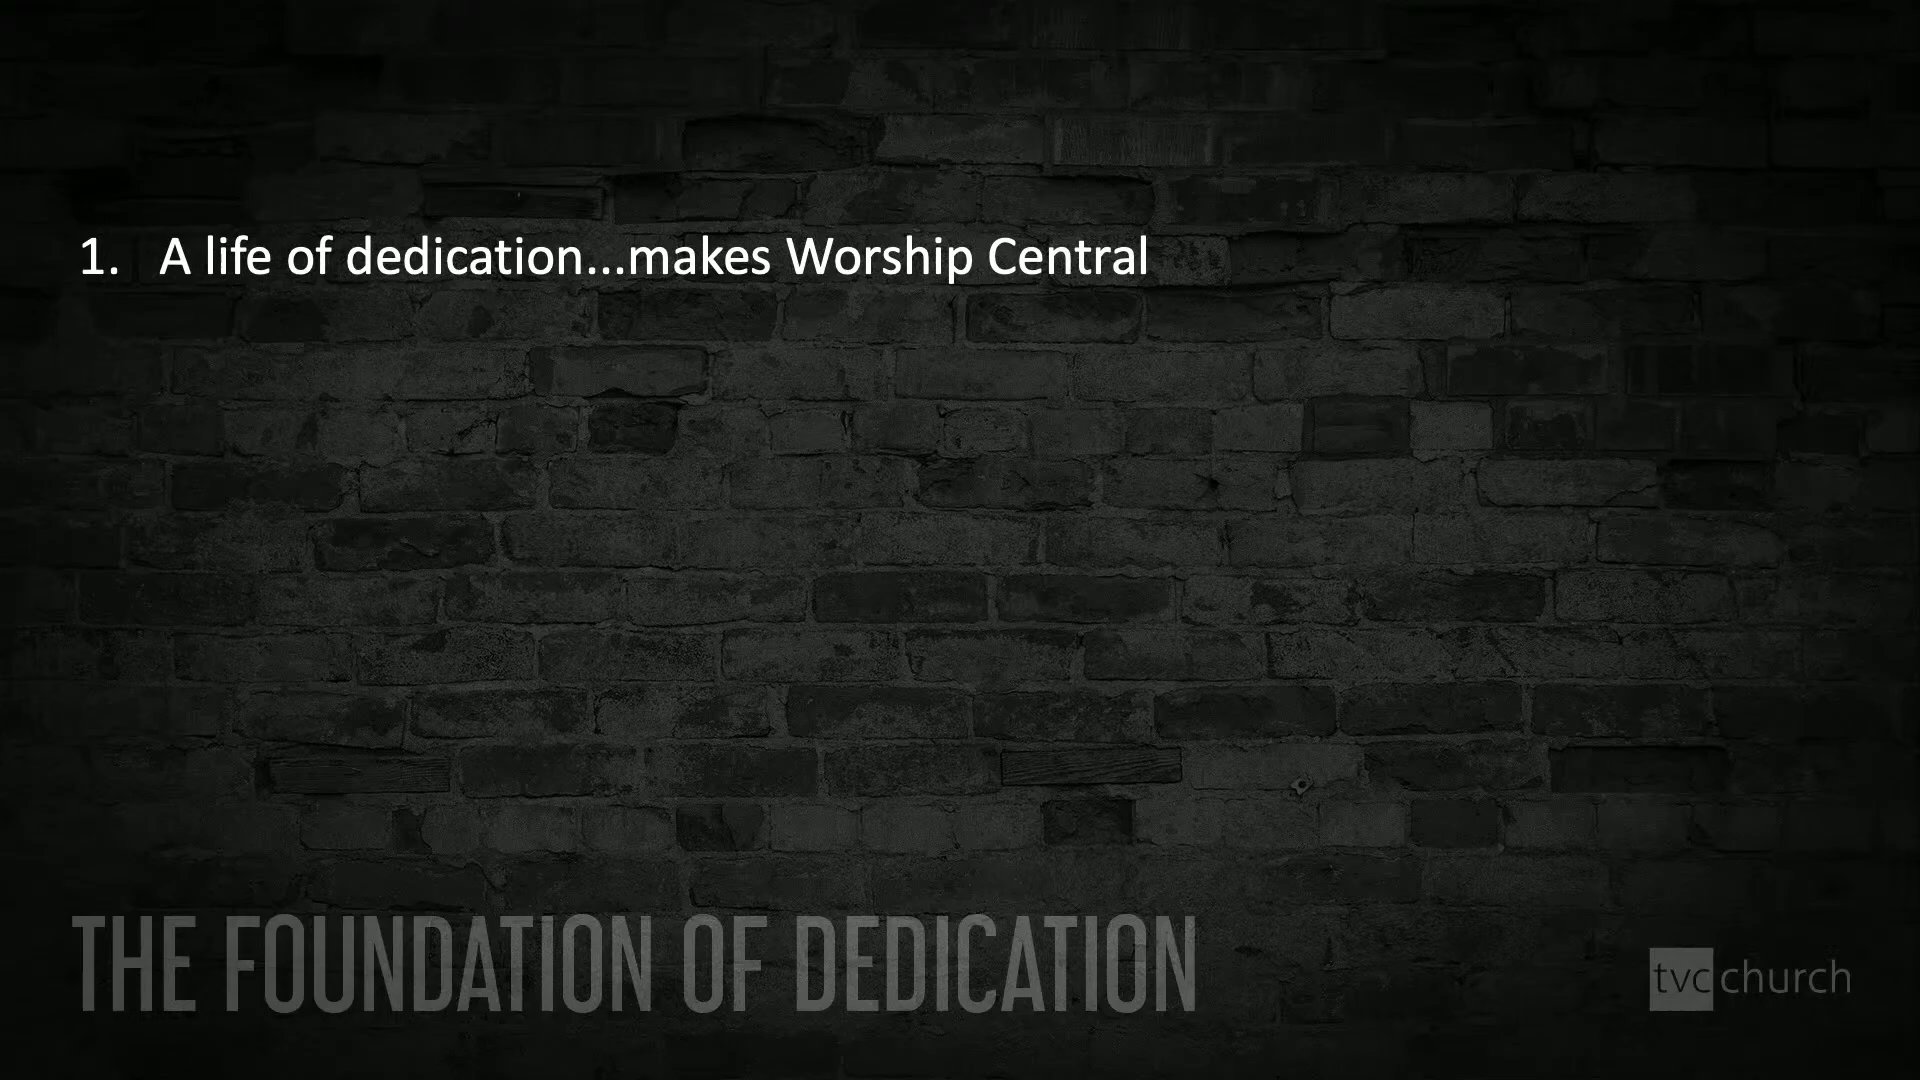 1. A life of dedication...makes Worship Central
THE FOUNDATION OF DEDICATION
tvc church